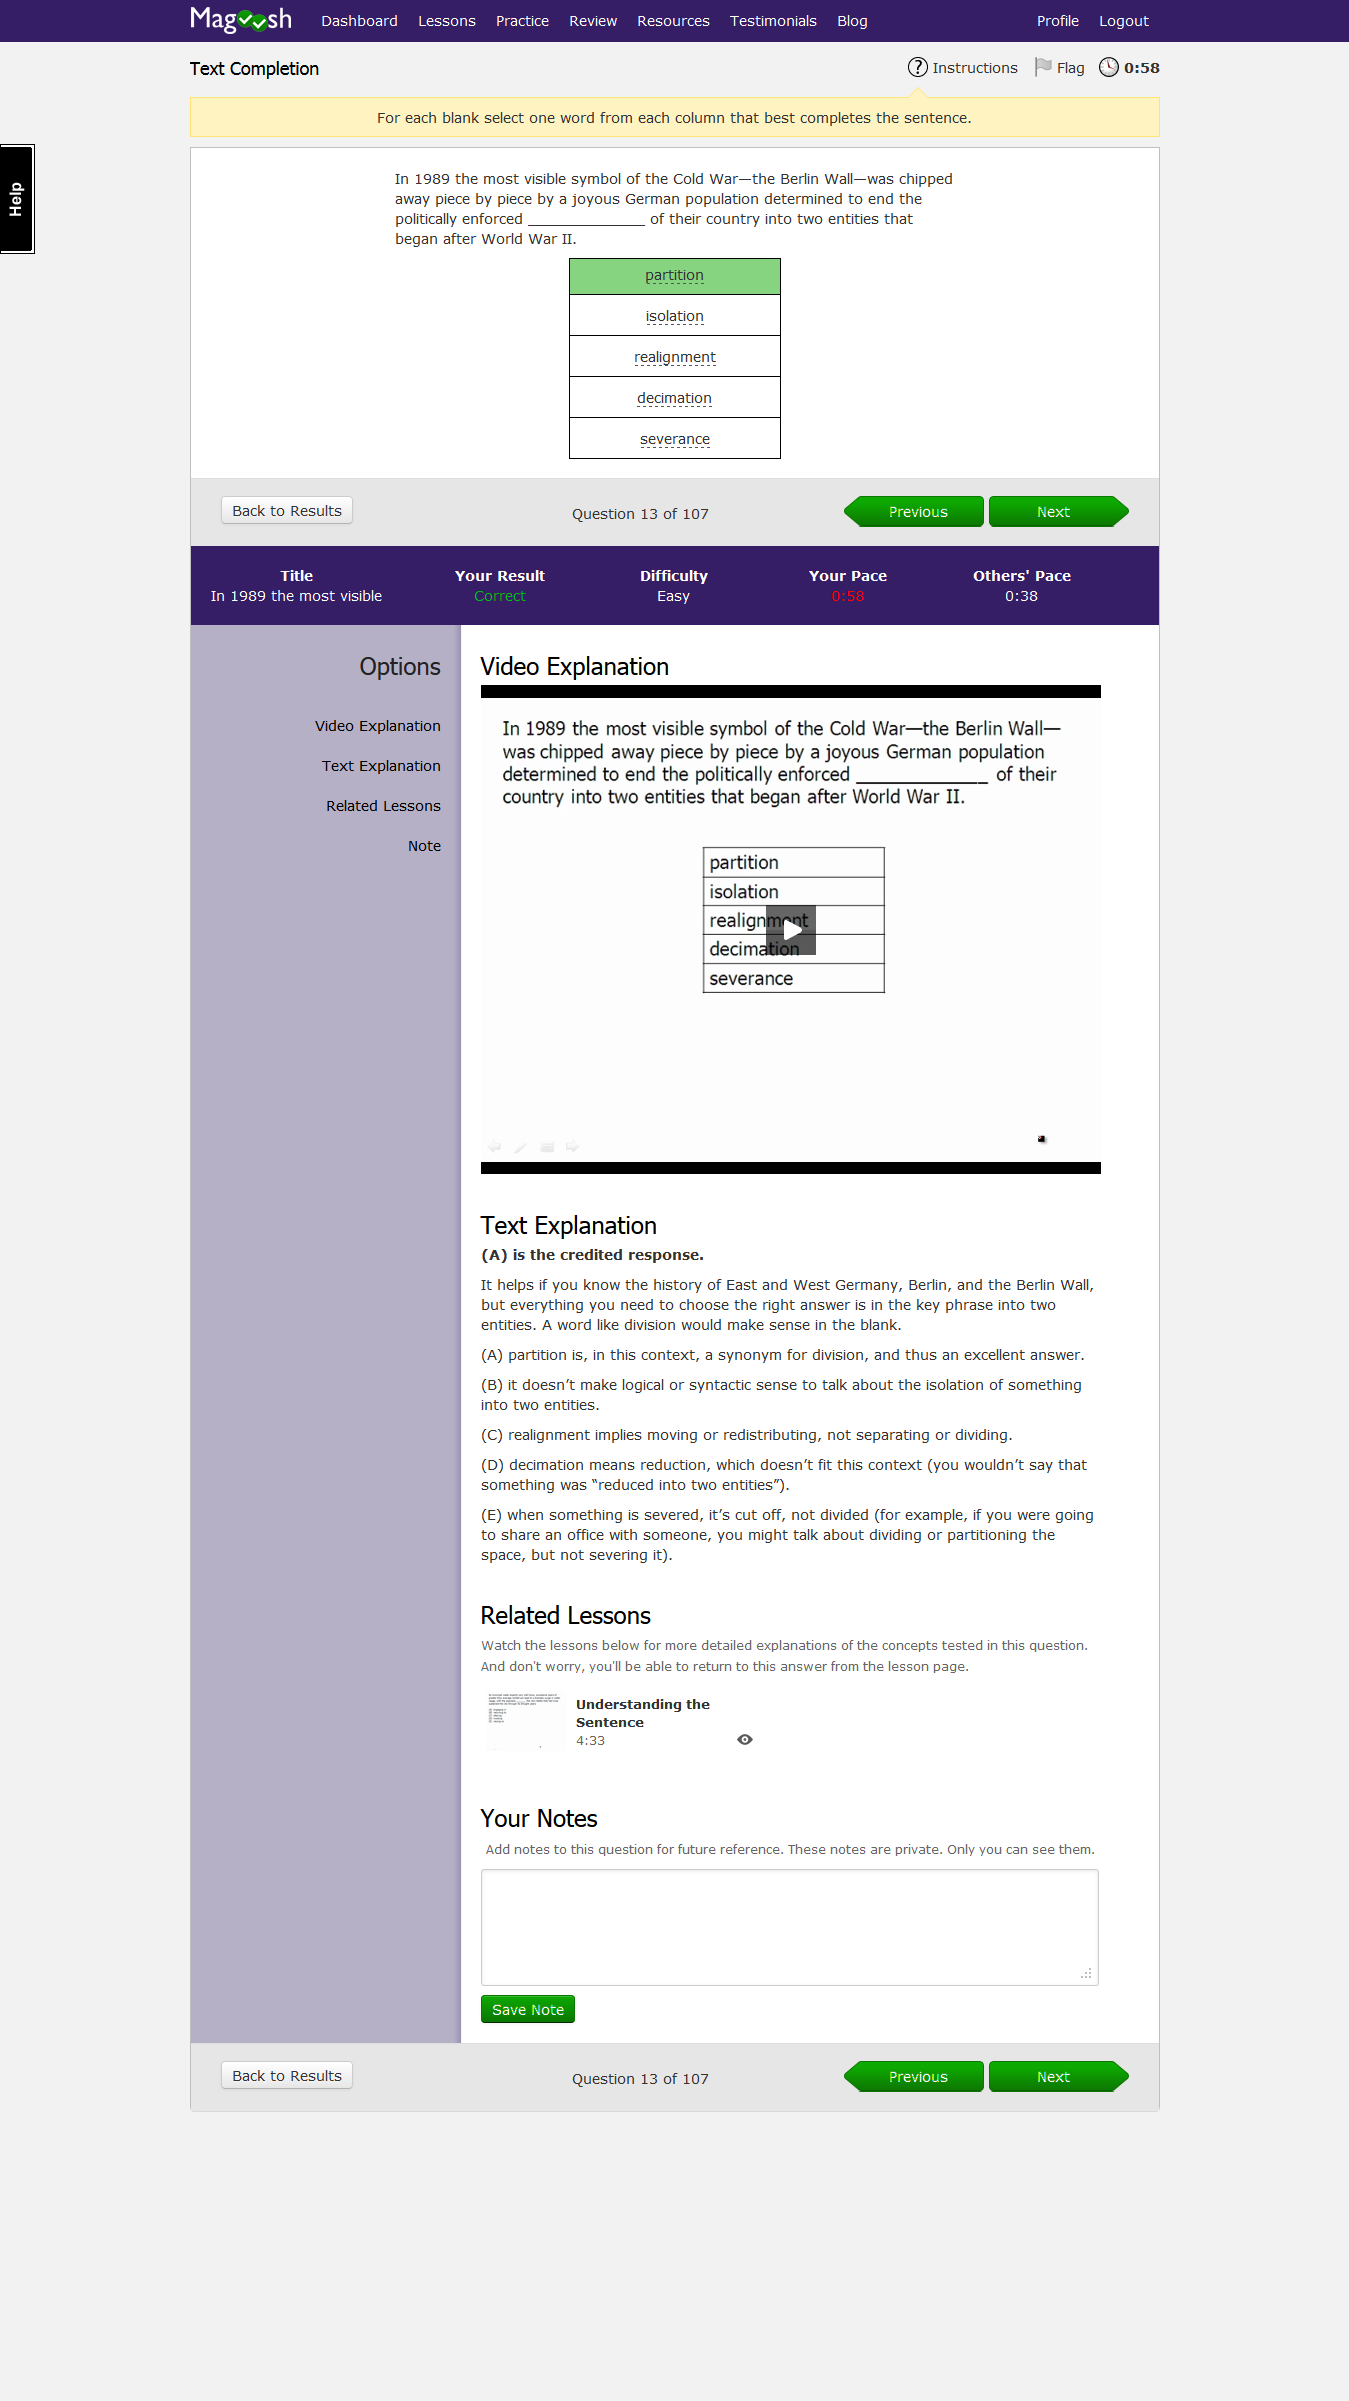 Magoosh Dashboard Lessons Practice Review Resources Testimonials Blog Profile Logout
Text Completion Instructions Flag 0:58
For each blank select one word from each column that best completes the sentence.
Help
In 1989 the most visible symbol of the Cold War—the Berlin Wall—was chipped
away piece by piece by a joyous German population determined to end the
politically enforced ______________ of their country into two entities that
began after World War II.
partition
isolation
realignment
decimation
severance
Back to Results Question 13 of 107 Previous Next
Title Your Result Difficulty Your Pace Others' Pace
In 1989 the most visible Correct Easy 0:58 0:38
Options
Video Explanation
Text Explanation
Related Lessons
Note
Video Explanation
In 1989 the most visible symbol of the Cold War—the Berlin Wall—
was chipped away piece by piece by a joyous German population
determined to end the politically enforced _____________ of their
country into two entities that began after World War II.
partition
isolation
realignment
decimation
severance
Text Explanation
(A) is the credited response.
It helps if you know the history of East and West Germany, Berlin, and the Berlin Wall,
but everything you need to choose the right answer is in the key phrase into two
entities. A word like division would make sense in the blank.
(A) partition is, in this context, a synonym for division, and thus an excellent answer.
(B) it doesn’t make logical or syntactic sense to talk about the isolation of something
into two entities.
(C) realignment implies moving or redistributing, not separating or dividing.
(D) decimation means reduction, which doesn’t fit this context (you wouldn’t say that
something was “reduced into two entities”).
(E) when something is severed, it’s cut off, not divided (for example, if you were going
to share an office with someone, you might talk about dividing or partitioning the
space, but not severing it).
Related Lessons
Watch the lessons below for more detailed explanations of the concepts tested in this question.
And don't worry, you'll be able to return to this answer from the lesson page.
Understanding the
Sentence
4:33
Your Notes
Add notes to this question for future reference. These notes are private. Only you can see them.
Save Note
Back to Results Question 13 of 107 Previous Next